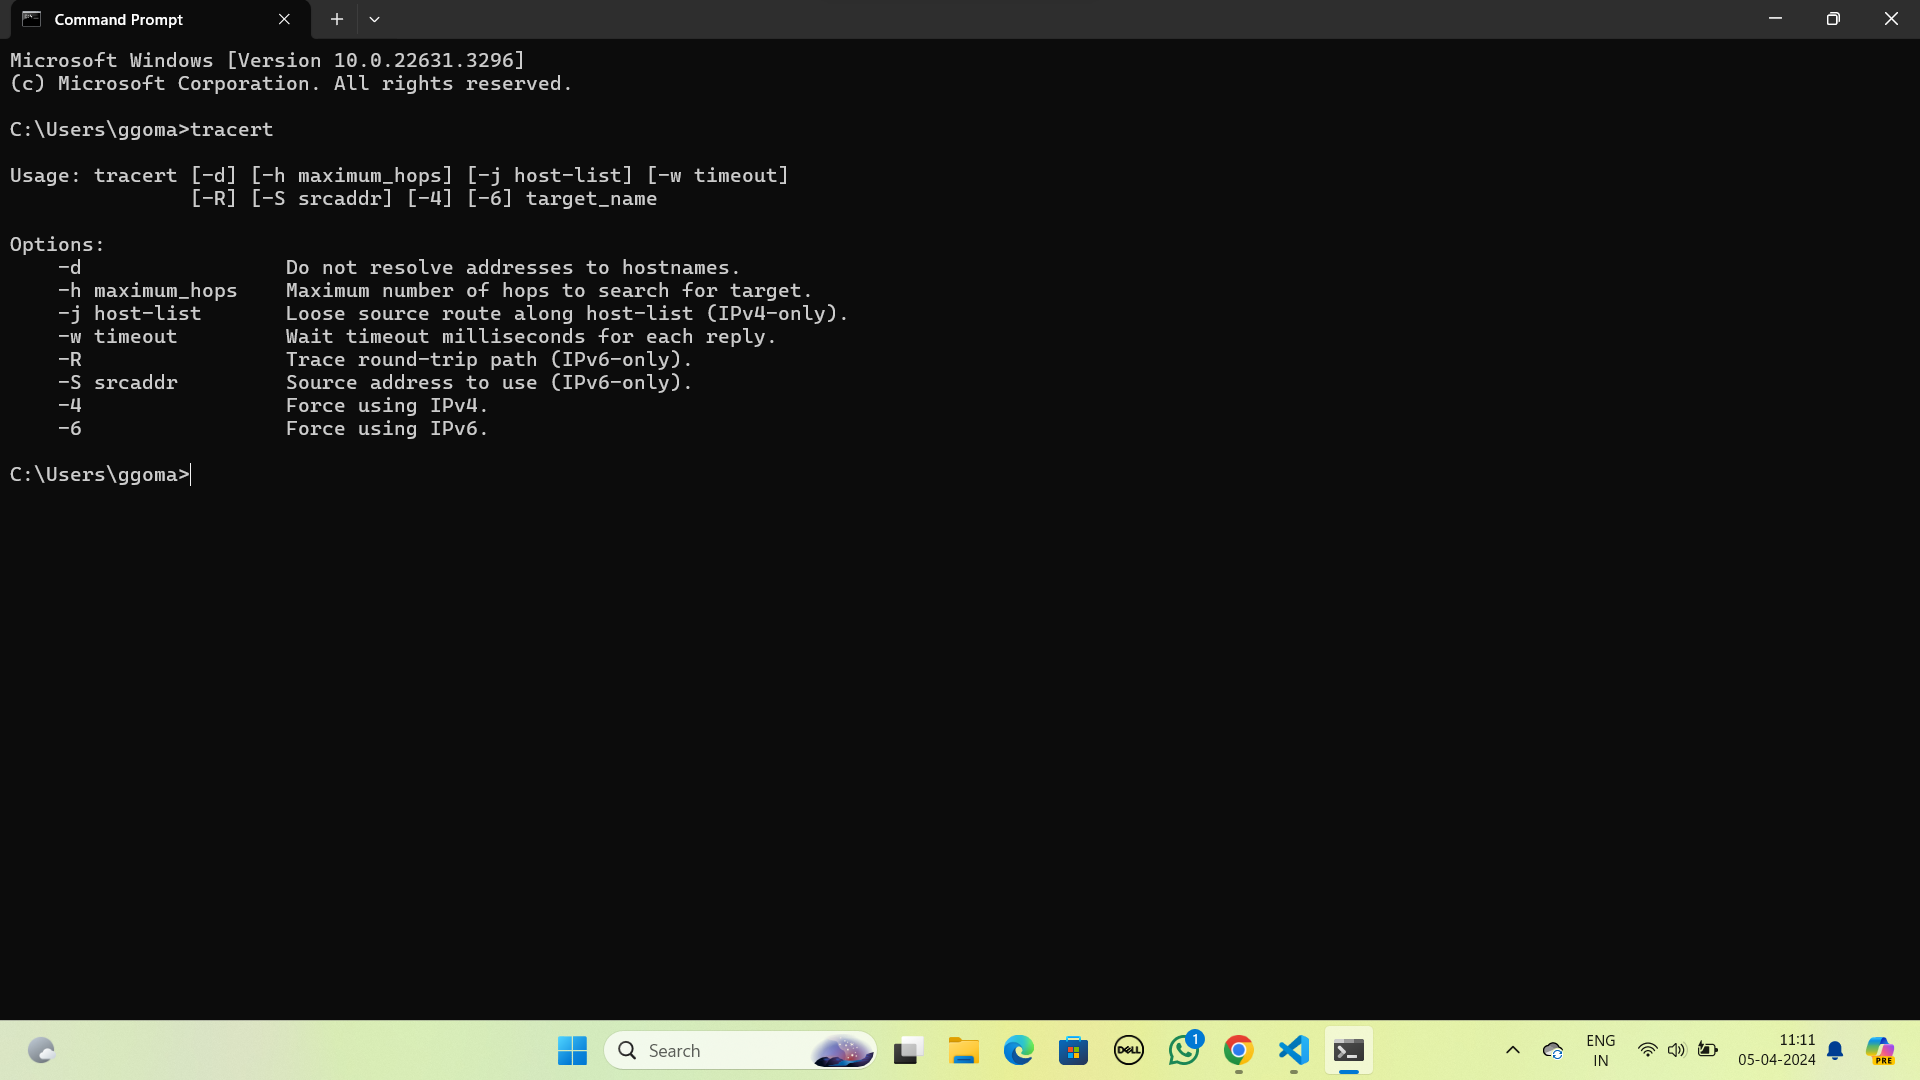 Command Prompt
Microsoft Windows [Version 10.0.22631.3296]
(c) Microsoft Corporation. All rights reserved.
C:\Users\ggoma>tracert
Usage: tracert [-d] [-h maximum_hops] [-j host-list] [-w timeout]
               [-R] [-S srcaddr] [-4] [-6] target_name
Options:
    -d                 Do not resolve addresses to hostnames.
    -h maximum_hops    Maximum number of hops to search for target.
    -j host-list       Loose source route along host-list (IPv4-only).
    -w timeout         Wait timeout milliseconds for each reply.
    -R                 Trace round-trip path (IPv6-only).
    -S srcaddr         Source address to use (IPv6-only).
    -4                 Force using IPv4.
    -6                 Force using IPv6.
C:\Users\ggoma>
Search
DELL
1
ENG
IN
11:11
05-04-2024
PRE